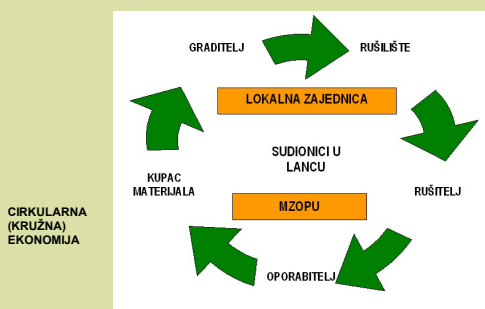 GRADITELJ
RUŠILIŠTE
LOKALNA ZAJEDNICA
SUDIONICI U
LANCU
KUPAC
MATERIJALA
RUŠITELJ
MZOPU
CIRKULARNA
(KRUŽNA)
EKONOMIJA
OPORABITELJ